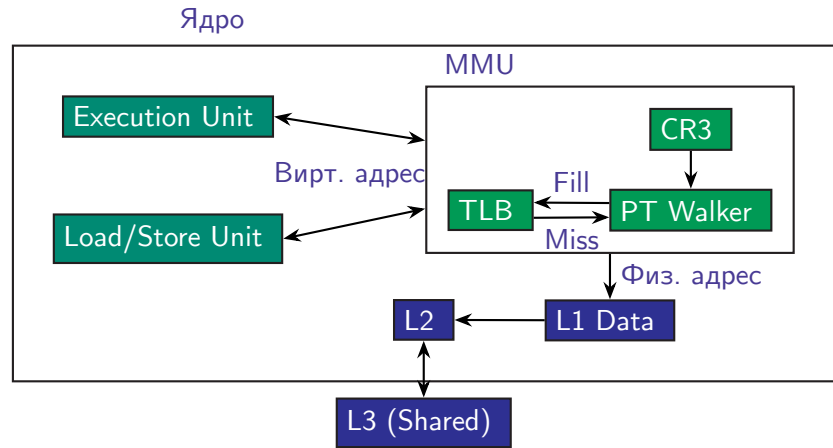 Ядро
MMU
Execution Unit
CR3
Вирт. адрес
Fill
TLB
PT Walker
Load/Store Unit
Miss
Физ. адрес
L2
L1 Data
L3 (Shared)